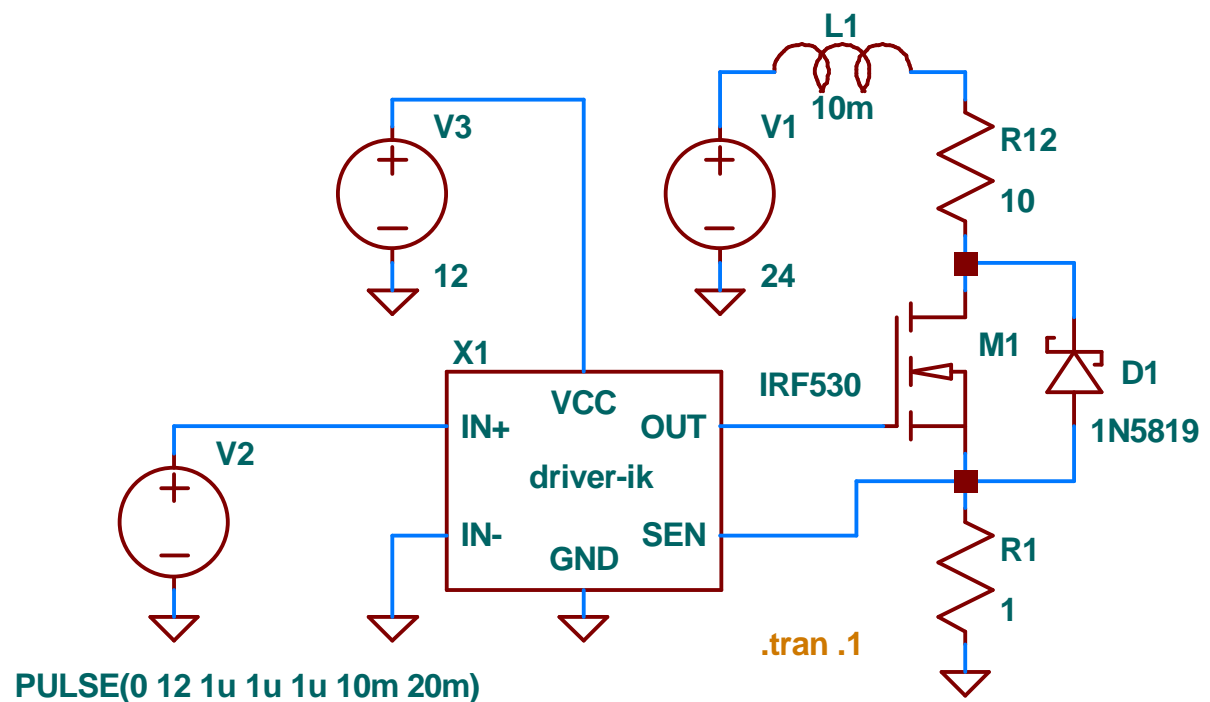 L1
10m
V3
V1
R12
10
12
24
X1
M1
IRF530
D1
1N5819
VCC
IN+
OUT
V2
driver-ik
IN-
SEN
GND
R1
1
.tran .1
PULSE(0 12 1u 1u 1u 10m 20m)